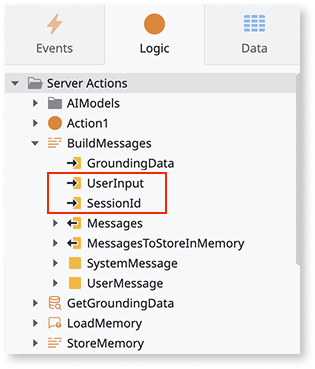 Events Logic Data
Server Actions
AIModels
Action1
BuildMessages
GroundingData
UserInput
SessionId
Messages
MessagesToStoreInMemory
SystemMessage
UserMessage
GetGroundingData
LoadMemory
StoreMemory